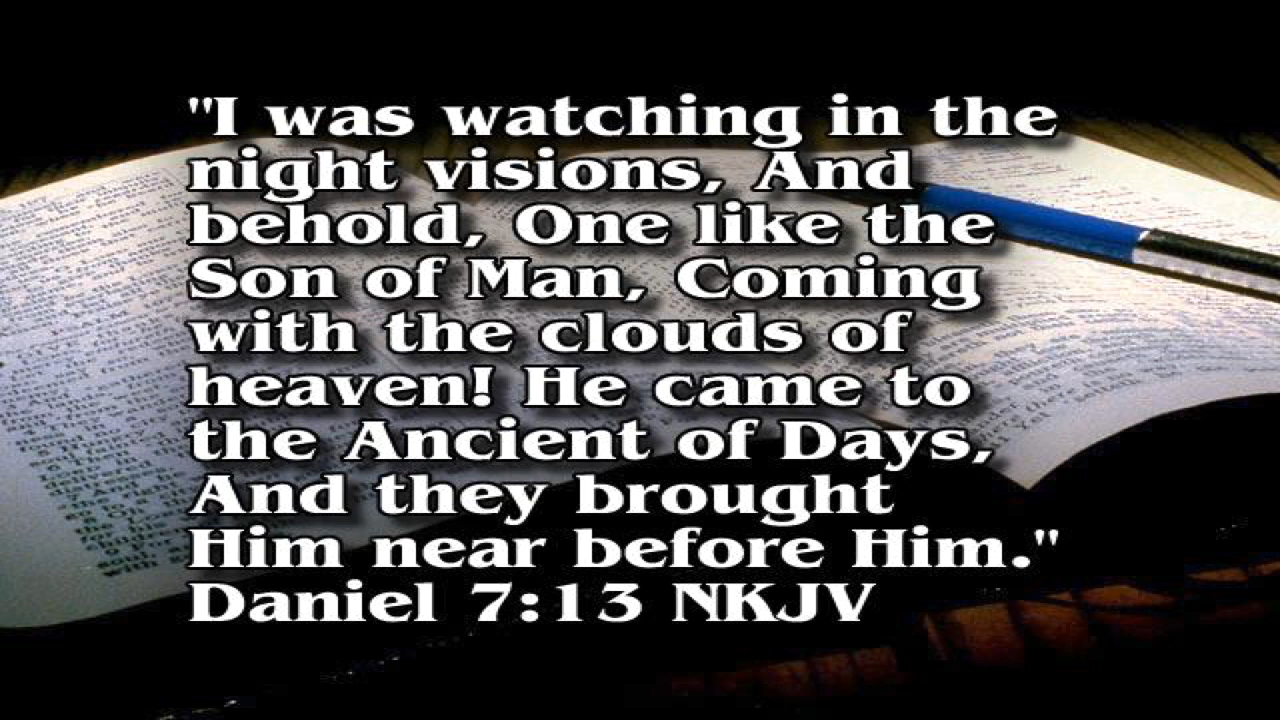 "I was watching in the
night visions, And
behold, One like the
Son of Man, Coming
with the clouds of
heaven! He came to
the Ancient of Days,
And they brought
Him near before Him."
Daniel 7:13 NKJV